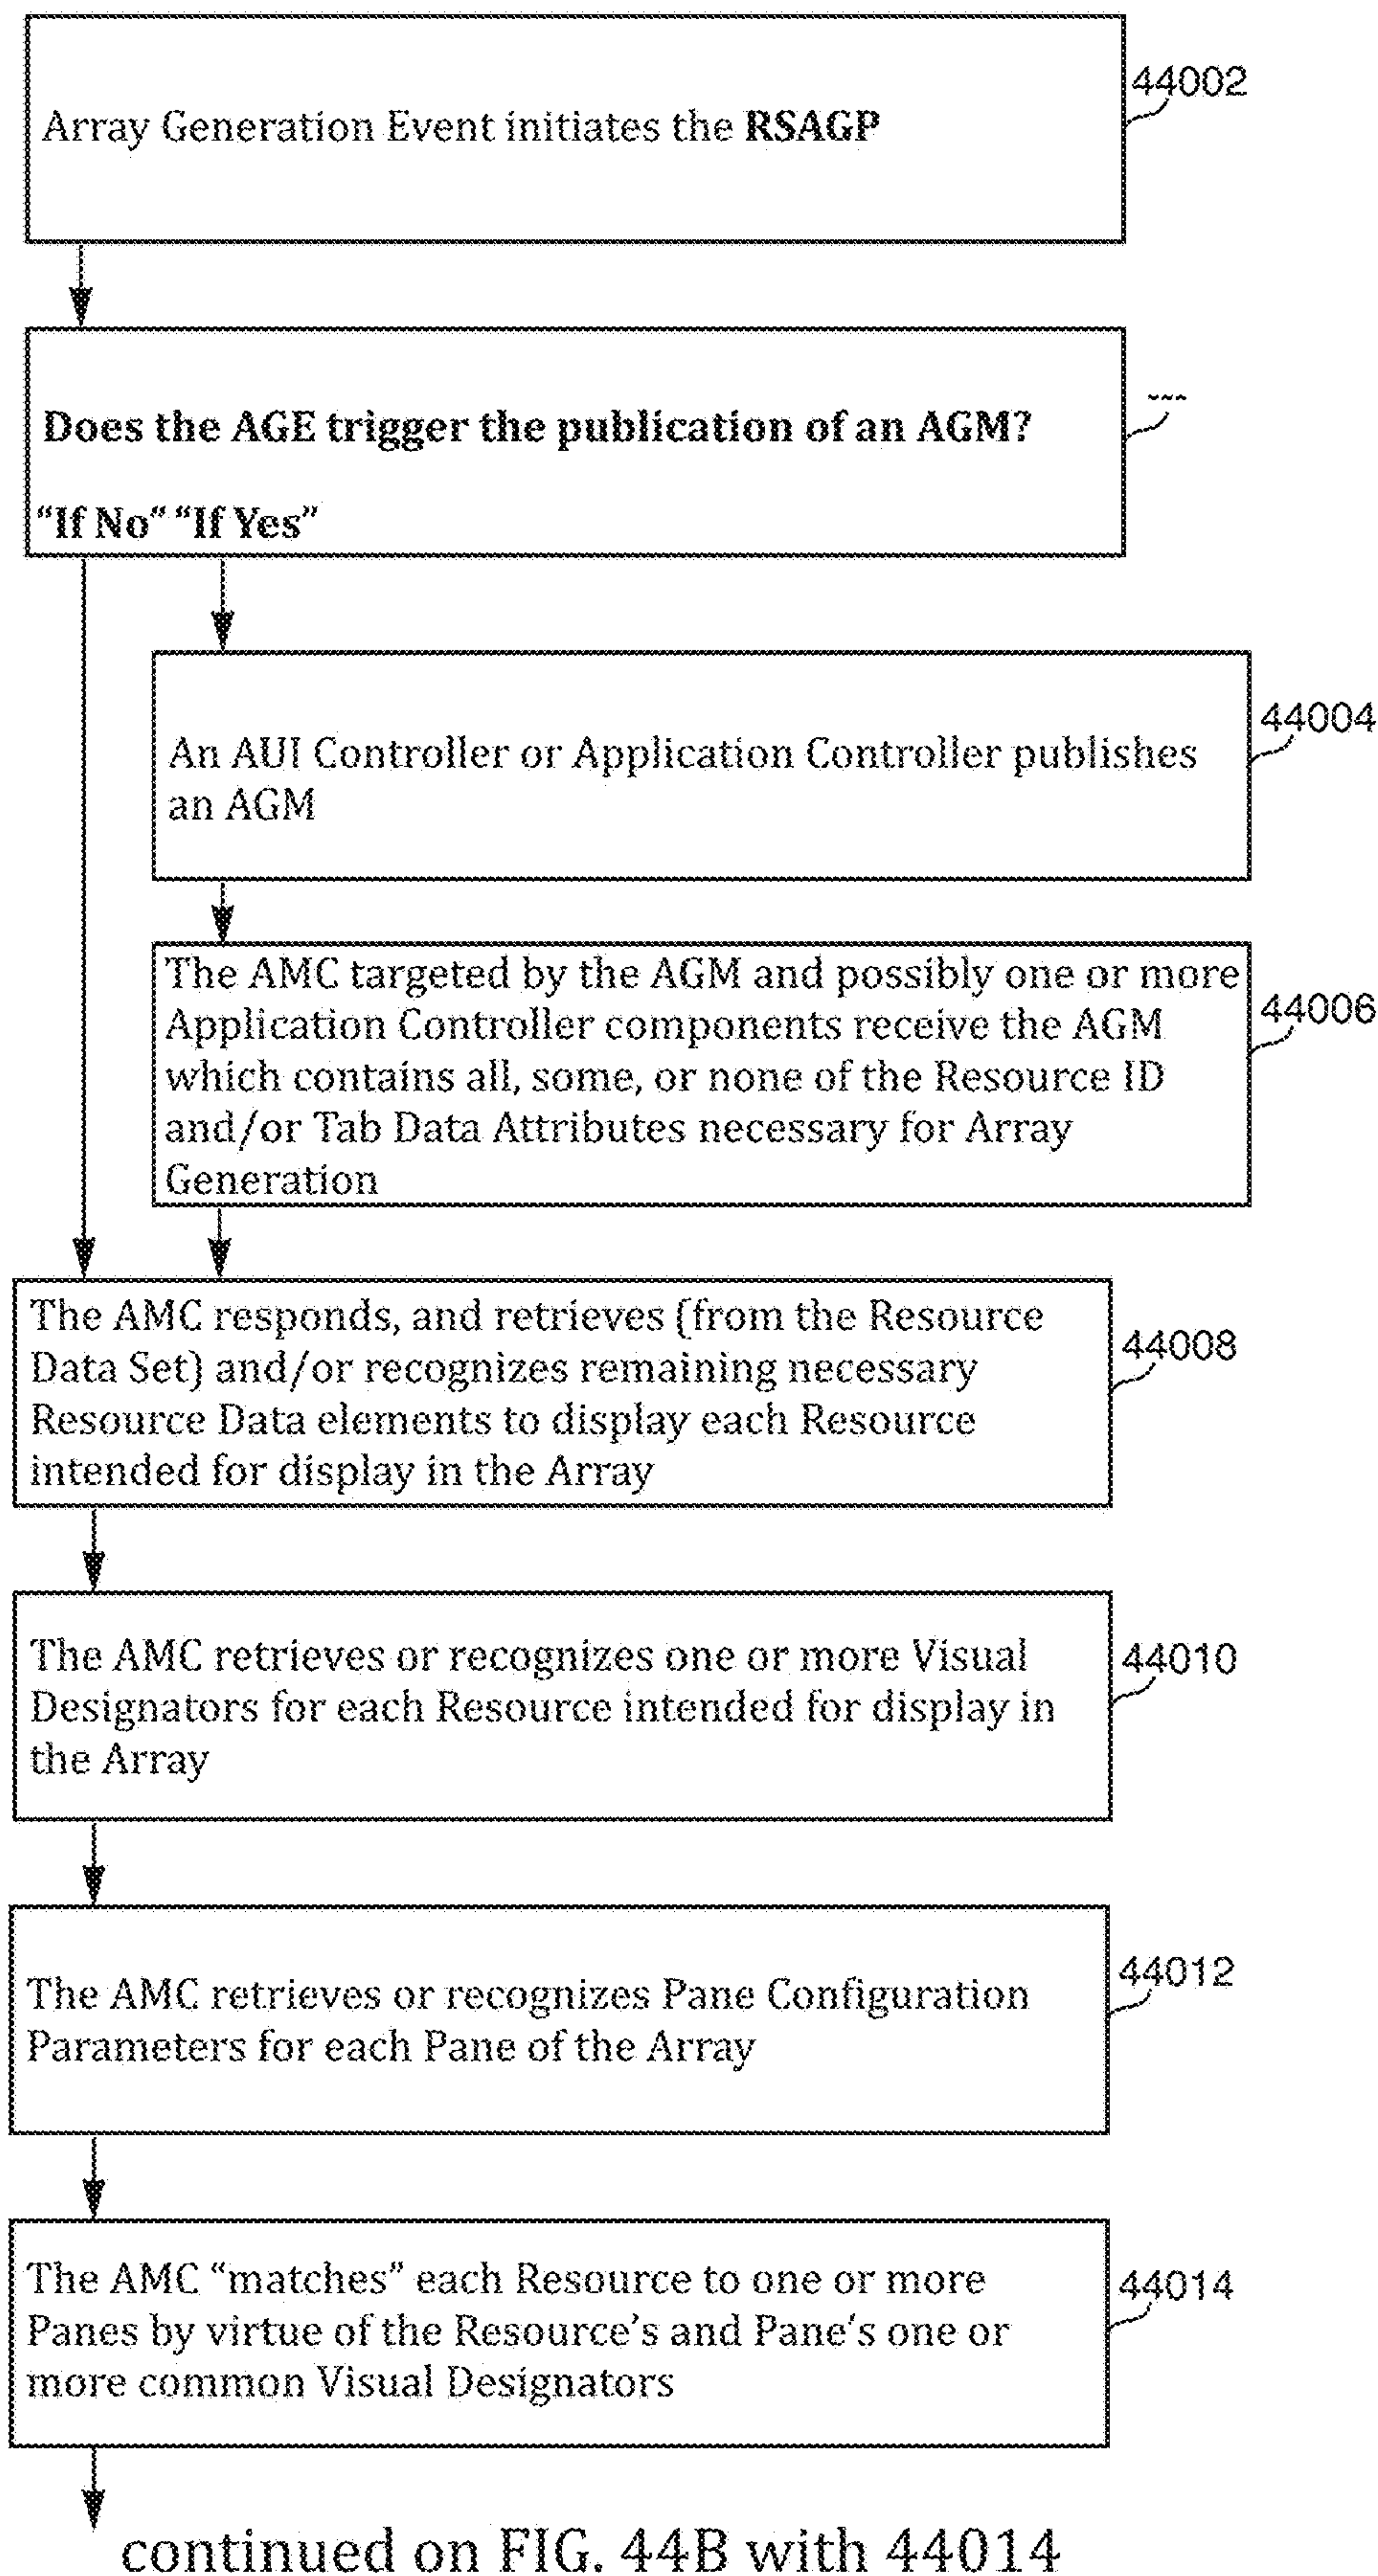 Array Generation Event initiates the RSAGP
44002
Does the AGE trigger the publication of an AGM?
---
“If No” “If Yes”
An AUI Controller or Application Controller publishes
an AGM
44004
The AMC targeted by the AGM and possibly one or more
Application Controller components receive the AGM
which contains all, some, or none of the Resource ID
and/or Tab Data Attributes necessary for Array
Generation
44006
The AMC responds, and retrieves (from the Resource
Data Set) and/or recognizes remaining necessary
Resource Data elements to display each Resource
intended for display in the Array
44008
The AMC retrieves or recognizes one or more Visual
Designators for each Resource intended for display in
the Array
44010
The AMC retrieves or recognizes Pane Configuration
Parameters for each Pane of the Array
44012
The AMC “matches” each Resource to one or more
Panes by virtue of the Resource’s and Pane’s one or
more common Visual Designators
44014
continued on FIG. 44B with 44014